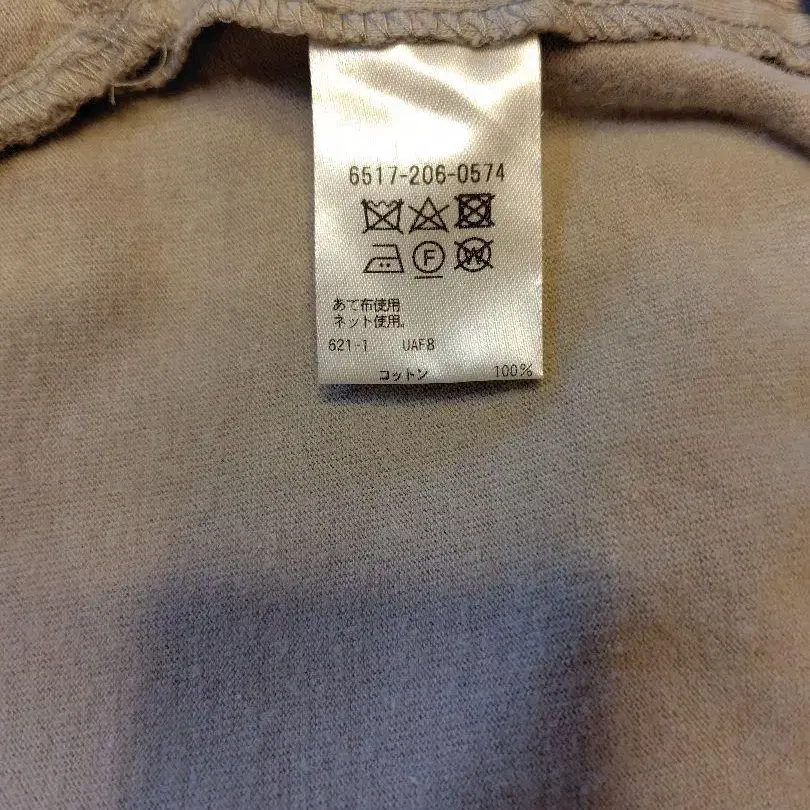 6517-206-0574
F W
あて布使用
ネット使用。
621-1 UAF8
コットン 100%